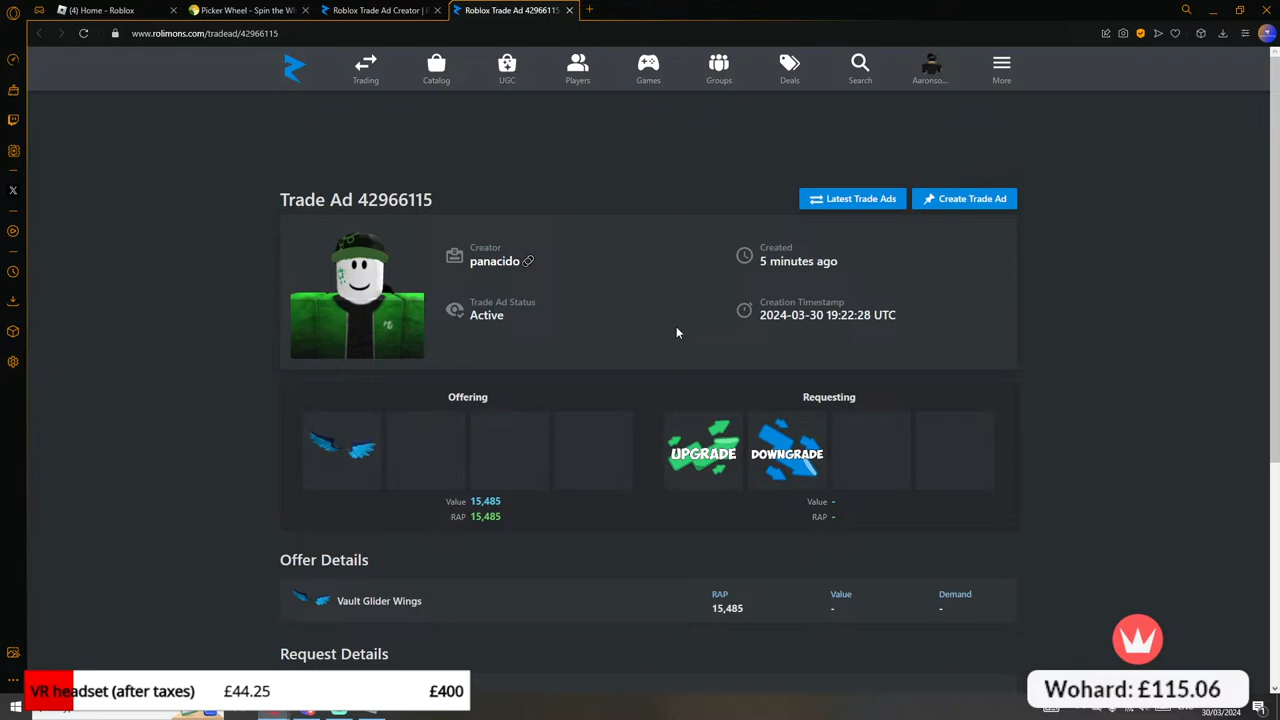 Home - Roblox
Picker Wheel - Spin the Wh
Roblox Trade Ad Creator | R
Roblox Trade Ad 42966115
www.rolimons.com/tradead/42966115
Trading
Catalog
UGC
Players
Games
Groups
Deals
Search
Aaronso...
More
Trade Ad 42966115
Latest Trade Ads
Create Trade Ad
Creator
panacido
Created
5 minutes ago
Trade Ad Status
Active
Creation Timestamp
2024-03-30 19:22:28 UTC
Offering
Requesting
UPGRADE
DOWNGRADE
Value 15,485
RAP 15,485
Value -
RAP -
Offer Details
Vault Glider Wings
RAP
15,485
Value
-
Demand
-
Request Details
VR headset (after taxes) £44.25 £400
Wohard: £115.06
30/03/2024